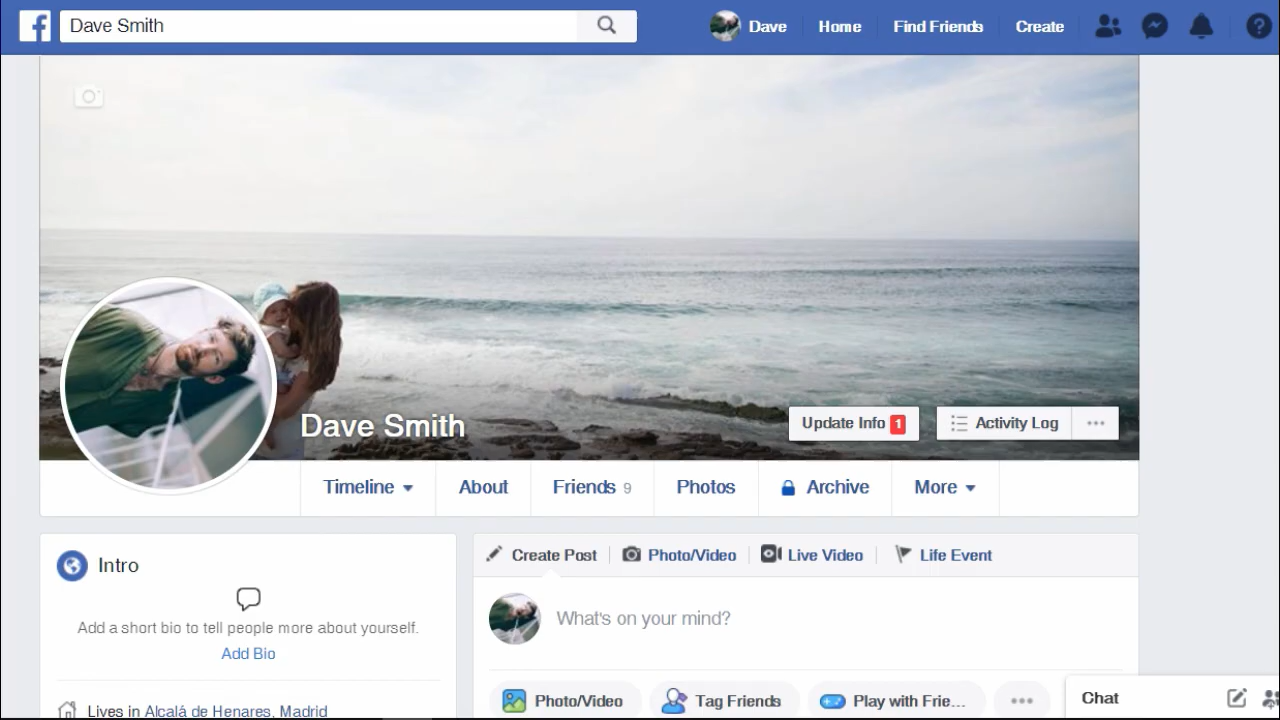 f Dave Smith Dave Home Find Friends Create ?
Dave Smith
Update Info 1 Activity Log
Timeline About Friends 9 Photos Archive More
Intro
Create Post Photo/Video Live Video Life Event
What's on your mind?
Add a short bio to tell people more about yourself.
Add Bio
Photo/Video Tag Friends Play with Frie... Chat
Lives in Alcalá de Henares, Madrid